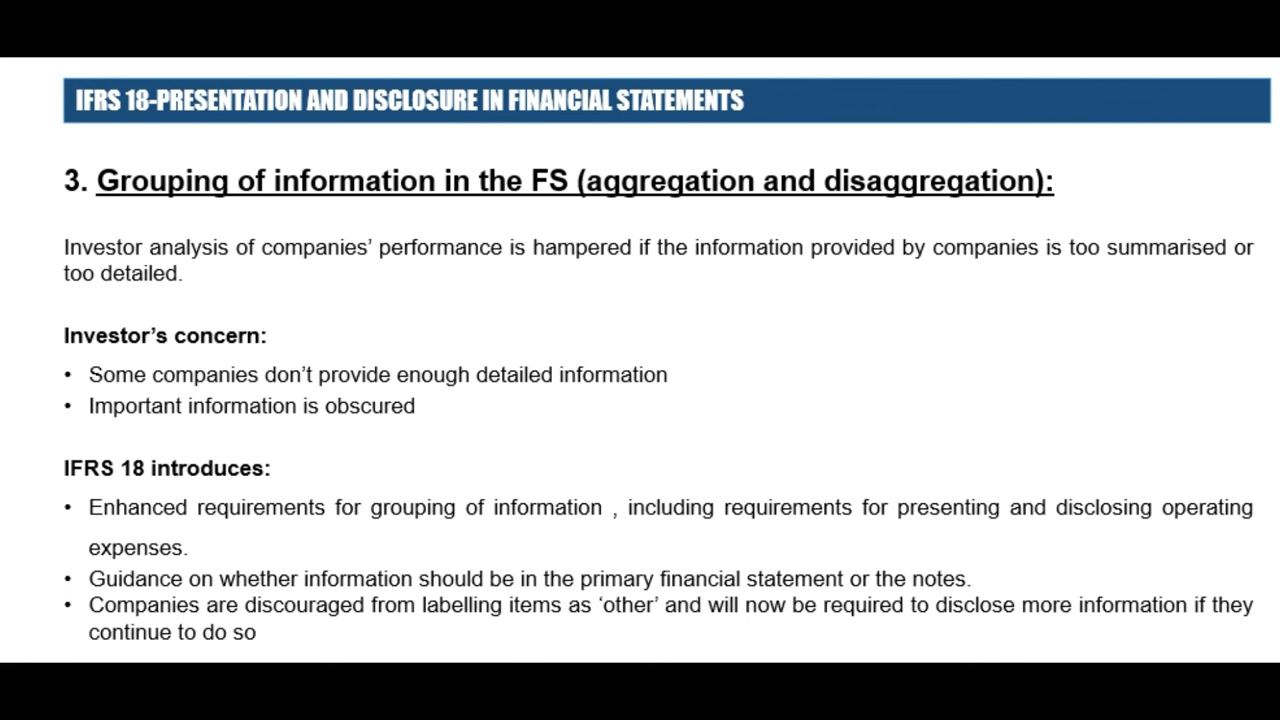 IFRS 18-PRESENTATION AND DISCLOSURE IN FINANCIAL STATEMENTS
3. Grouping of information in the FS (aggregation and disaggregation):
Investor analysis of companies’ performance is hampered if the information provided by companies is too summarised or
too detailed.
Investor’s concern:
• Some companies don’t provide enough detailed information
• Important information is obscured
IFRS 18 introduces:
• Enhanced requirements for grouping of information , including requirements for presenting and disclosing operating
expenses.
• Guidance on whether information should be in the primary financial statement or the notes.
• Companies are discouraged from labelling items as ‘other’ and will now be required to disclose more information if they
continue to do so